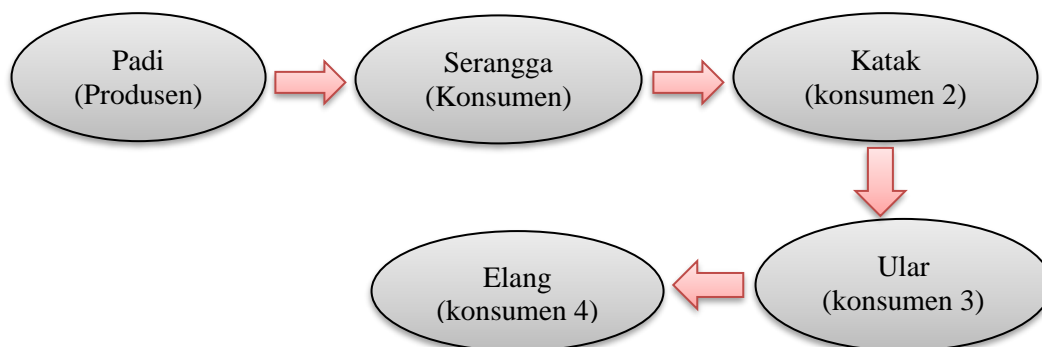 Padi
(Produsen)
Serangga
(Konsumen)
Katak
(konsumen 2)
Ular
(konsumen 3)
Elang
(konsumen 4)